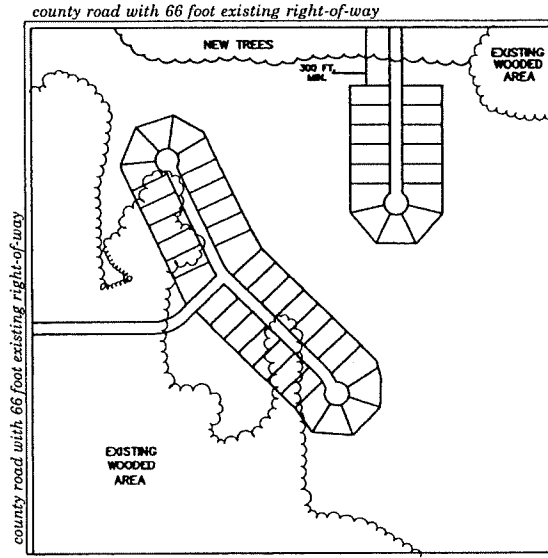 county road with 66 foot existing right-of-way
NEW TREES
EXISTING
WOODED
AREA
300 FT.
MIN.
county road with 66 foot existing right-of-way
EXISTING
WOODED
AREA